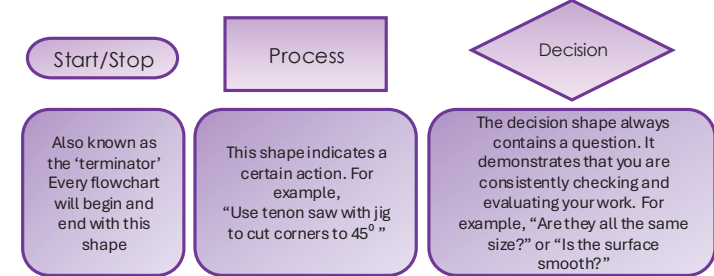 Start/Stop
Process
Decision
Also known as
the ‘terminator’
Every flowchart
will begin and
end with this
shape
This shape indicates a
certain action. For
example,
“Use tenon saw with jig
to cut corners to 45⁰ ”
The decision shape always
contains a question. It
demonstrates that you are
consistently checking and
evaluating your work. For
example, “Are they all the same
size?” or “Is the surface
smooth?”